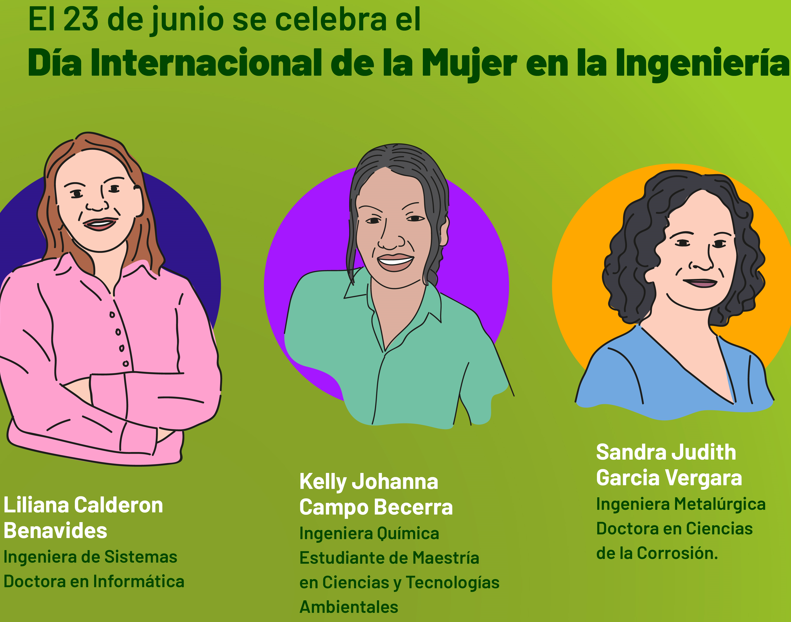 El 23 de junio se celebra el
Día Internacional de la Mujer en la Ingeniería
Liliana Calderon
Benavides
Ingeniera de Sistemas
Doctora en Informática
Kelly Johanna
Campo Becerra
Ingeniera Química
Estudiante de Maestría
en Ciencias y Tecnologías
Ambientales
Sandra Judith
Garcia Vergara
Ingeniera Metalúrgica
Doctora en Ciencias
de la Corrosión.